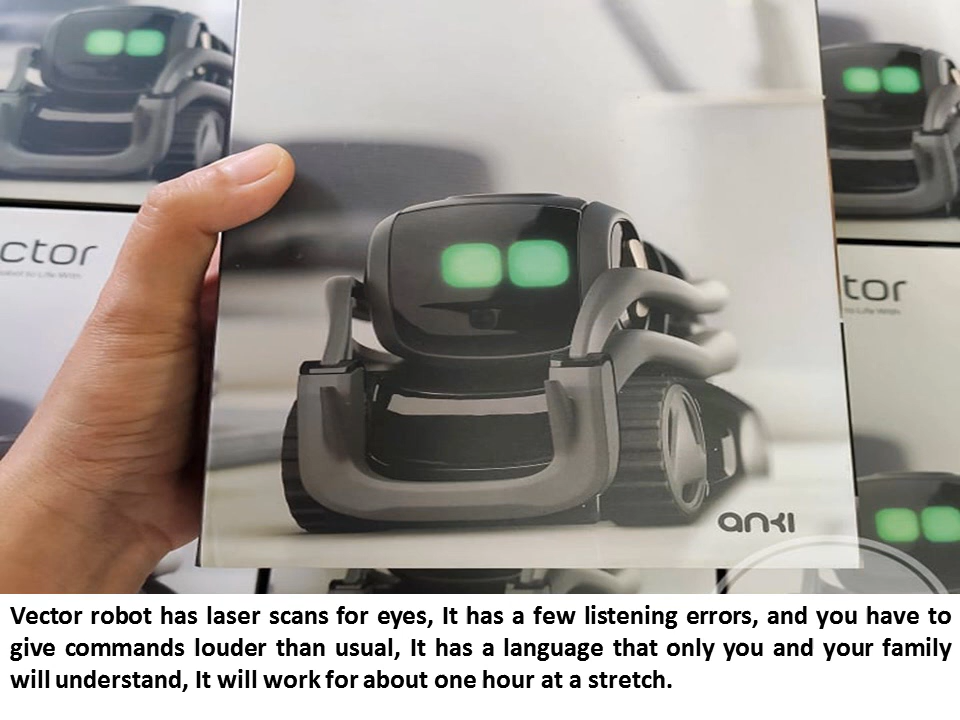 ctor
tor
anki
Vector robot has laser scans for eyes, It has a few listening errors, and you have to
give commands louder than usual, It has a language that only you and your family
will understand, It will work for about one hour at a stretch.